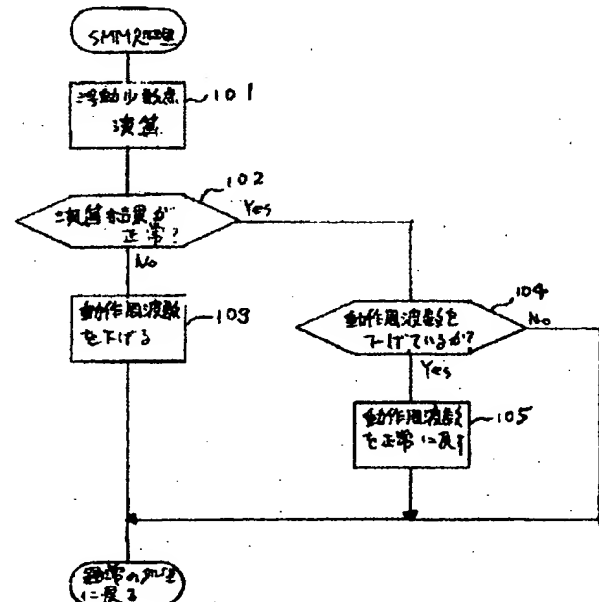 SMM処理
浮動少数点
演算
101
演算結果が
正常?
102
Yes
No
動作周波数
を下げる
103
動作周波数を
下げているか?
104
No
Yes
動作周波数
を正常に戻す
105
通常の処理
に戻る